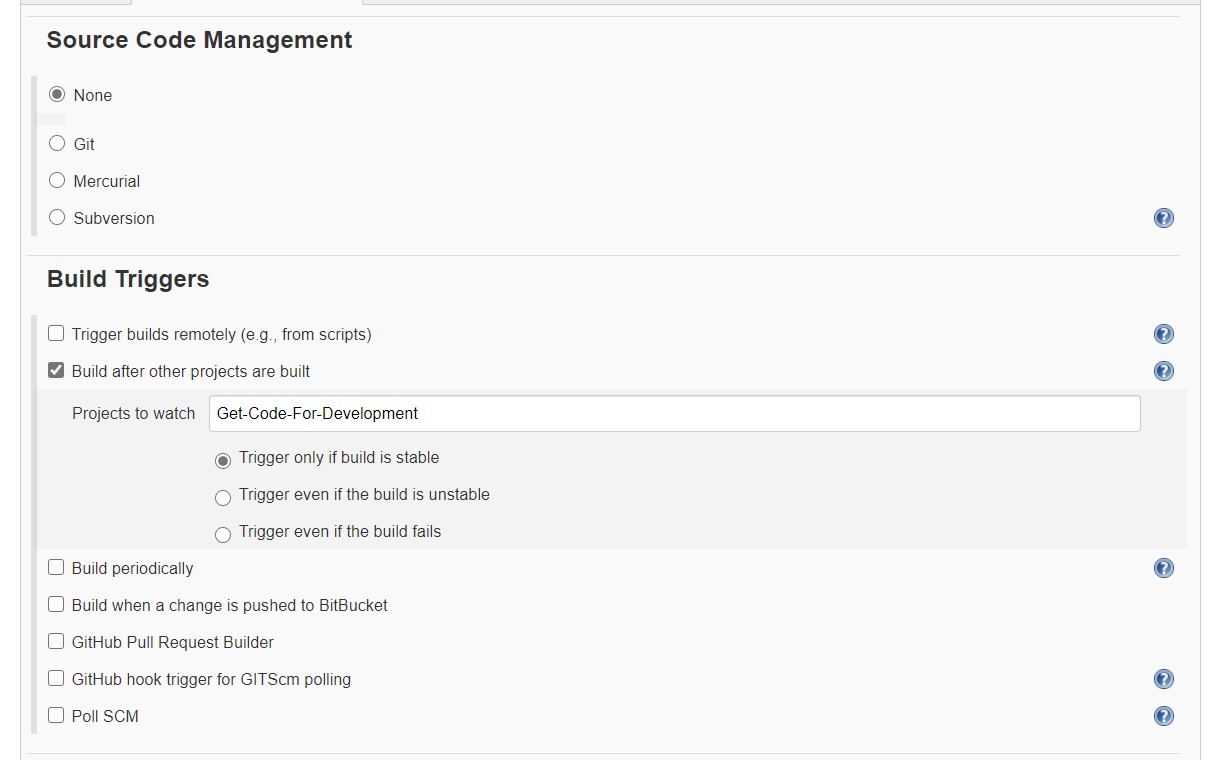 Source Code Management
None
Git
Mercurial
Subversion
Build Triggers
Trigger builds remotely (e.g., from scripts)
Build after other projects are built
Projects to watch Get-Code-For-Development
Trigger only if build is stable
Trigger even if the build is unstable
Trigger even if the build fails
Build periodically
Build when a change is pushed to BitBucket
GitHub Pull Request Builder
GitHub hook trigger for GITScm polling
Poll SCM